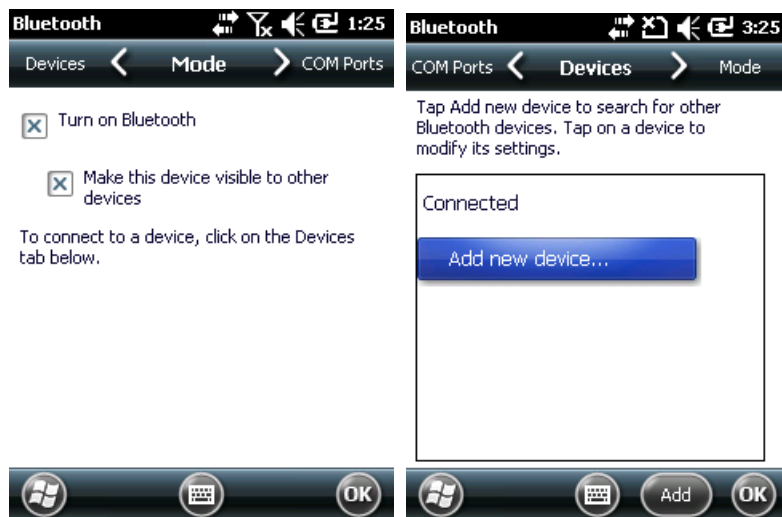 Bluetooth 1:25
Devices Mode COM Ports
Turn on Bluetooth
Make this device visible to other
devices
To connect to a device, click on the Devices
tab below.
OK
Bluetooth 3:25
COM Ports Devices Mode
Tap Add new device to search for other
Bluetooth devices. Tap on a device to
modify its settings.
Connected
Add new device...
Add OK